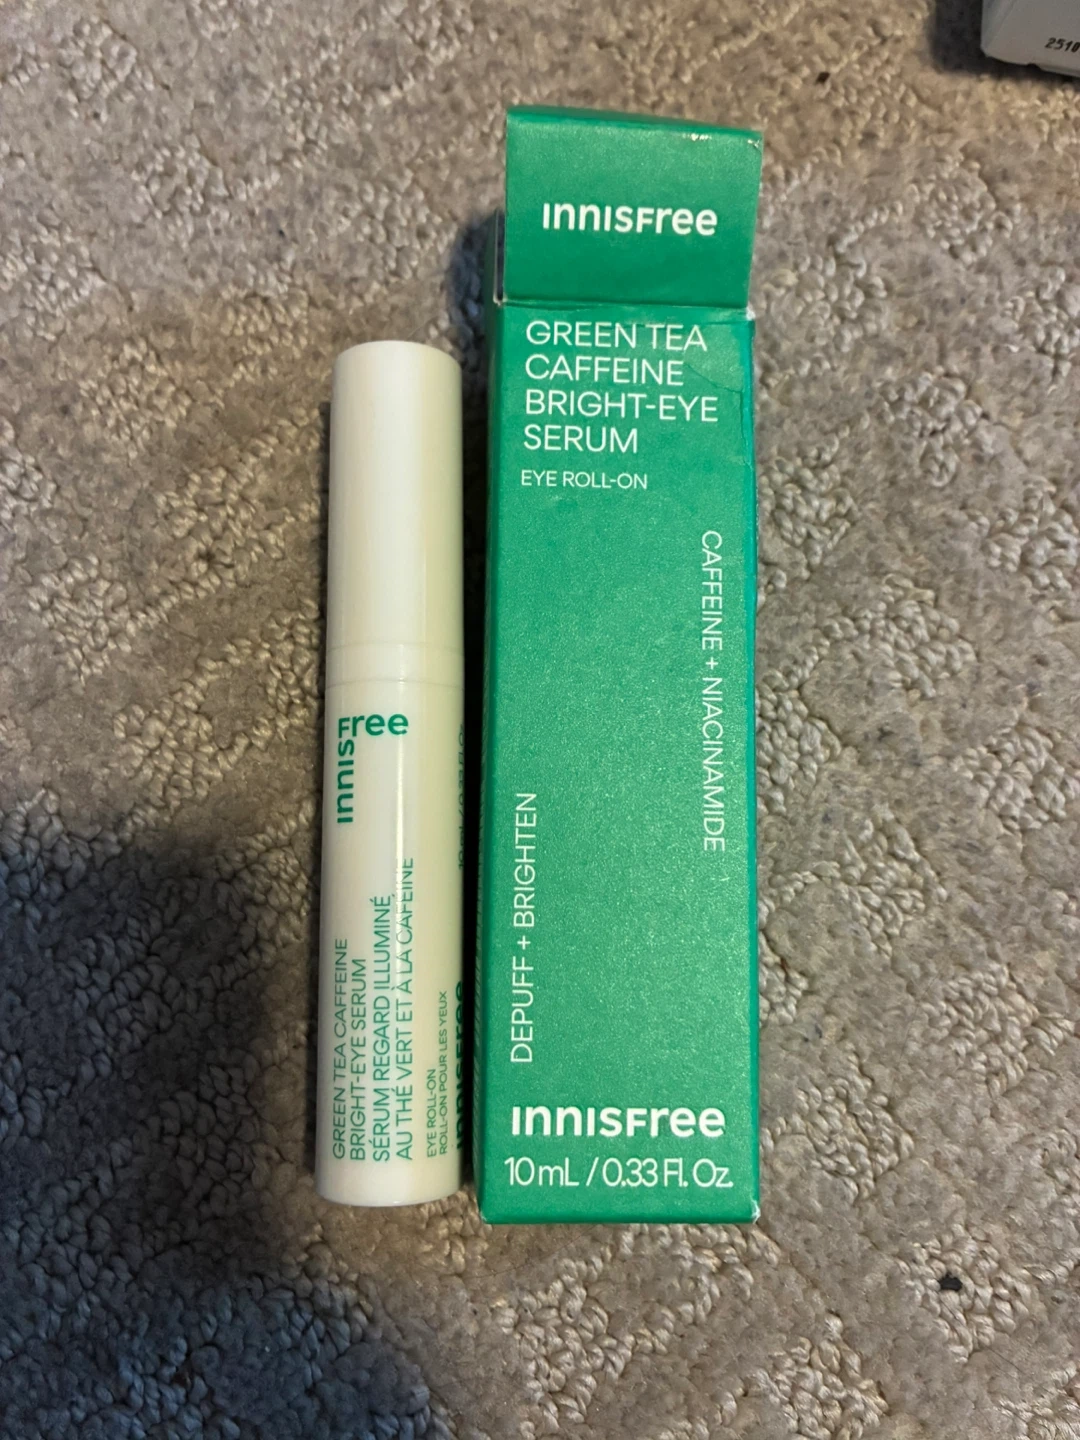 2510
innisfree
GREEN TEA
CAFFEINE
BRIGHT-EYE
SERUM
EYE ROLL-ON
CAFFEINE + NIACINAMIDE
DEPUFF + BRIGHTEN
innisfree
10 mL / 0.33 Fl. Oz.
innisfree
GREEN TEA CAFFEINE
BRIGHT-EYE SERUM
SÉRUM REGARD ILLUMINÉ
AU THÉ VERT ET À LA CAFÉINE
EYE ROLL-ON
ROLL-ON POUR LES YEUX
innisfree